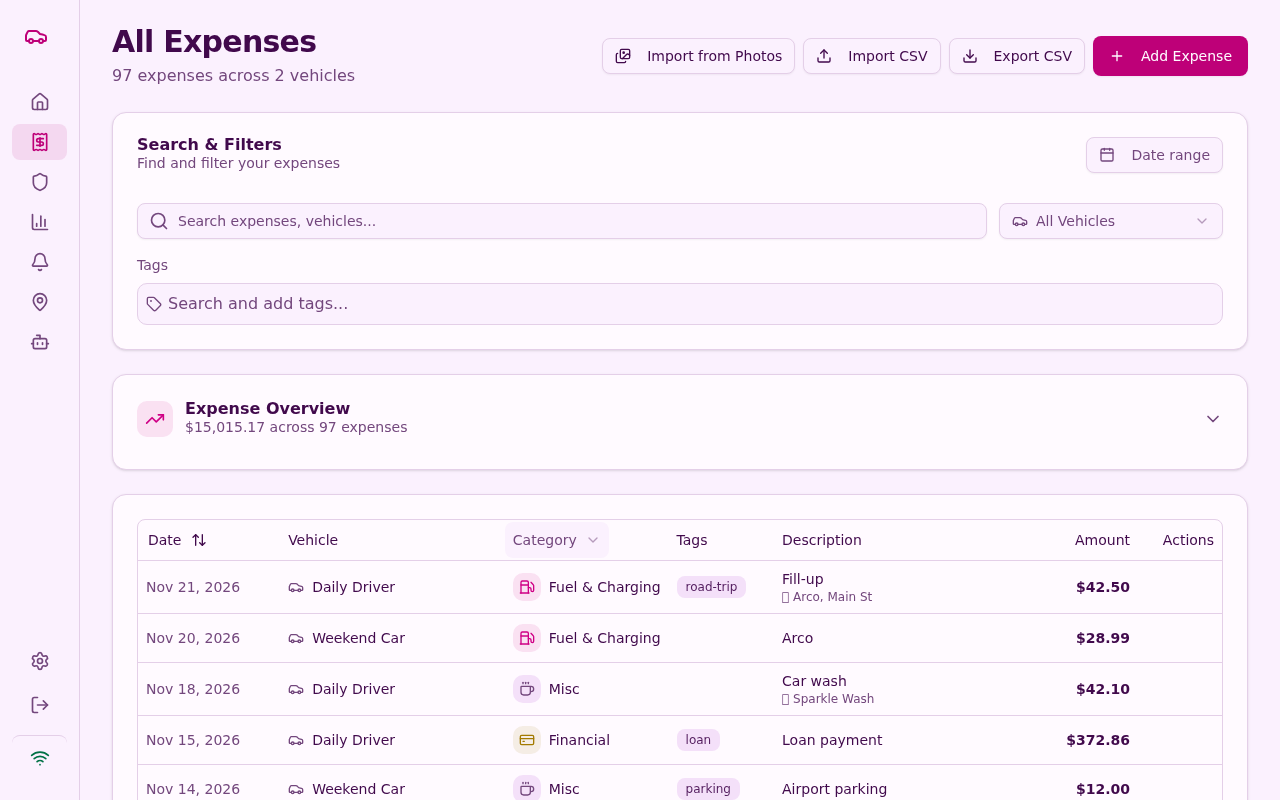 All Expenses
97 expenses across 2 vehicles
Import from Photos
Import CSV
Export CSV
Add Expense
Search & Filters
Find and filter your expenses
Date range
Search expenses, vehicles...
All Vehicles
Tags
Search and add tags...
Expense Overview
$15,015.17 across 97 expenses
Date Vehicle Category Tags Description Amount Actions
Nov 21, 2026 Daily Driver Fuel & Charging road-trip Fill-up $42.50
Arco, Main St
Nov 20, 2026 Weekend Car Fuel & Charging Arco $28.99
Nov 18, 2026 Daily Driver Misc Car wash $42.10
Sparkle Wash
Nov 15, 2026 Daily Driver Financial loan Loan payment $372.86
Nov 14, 2026 Weekend Car Misc parking Airport parking $12.00